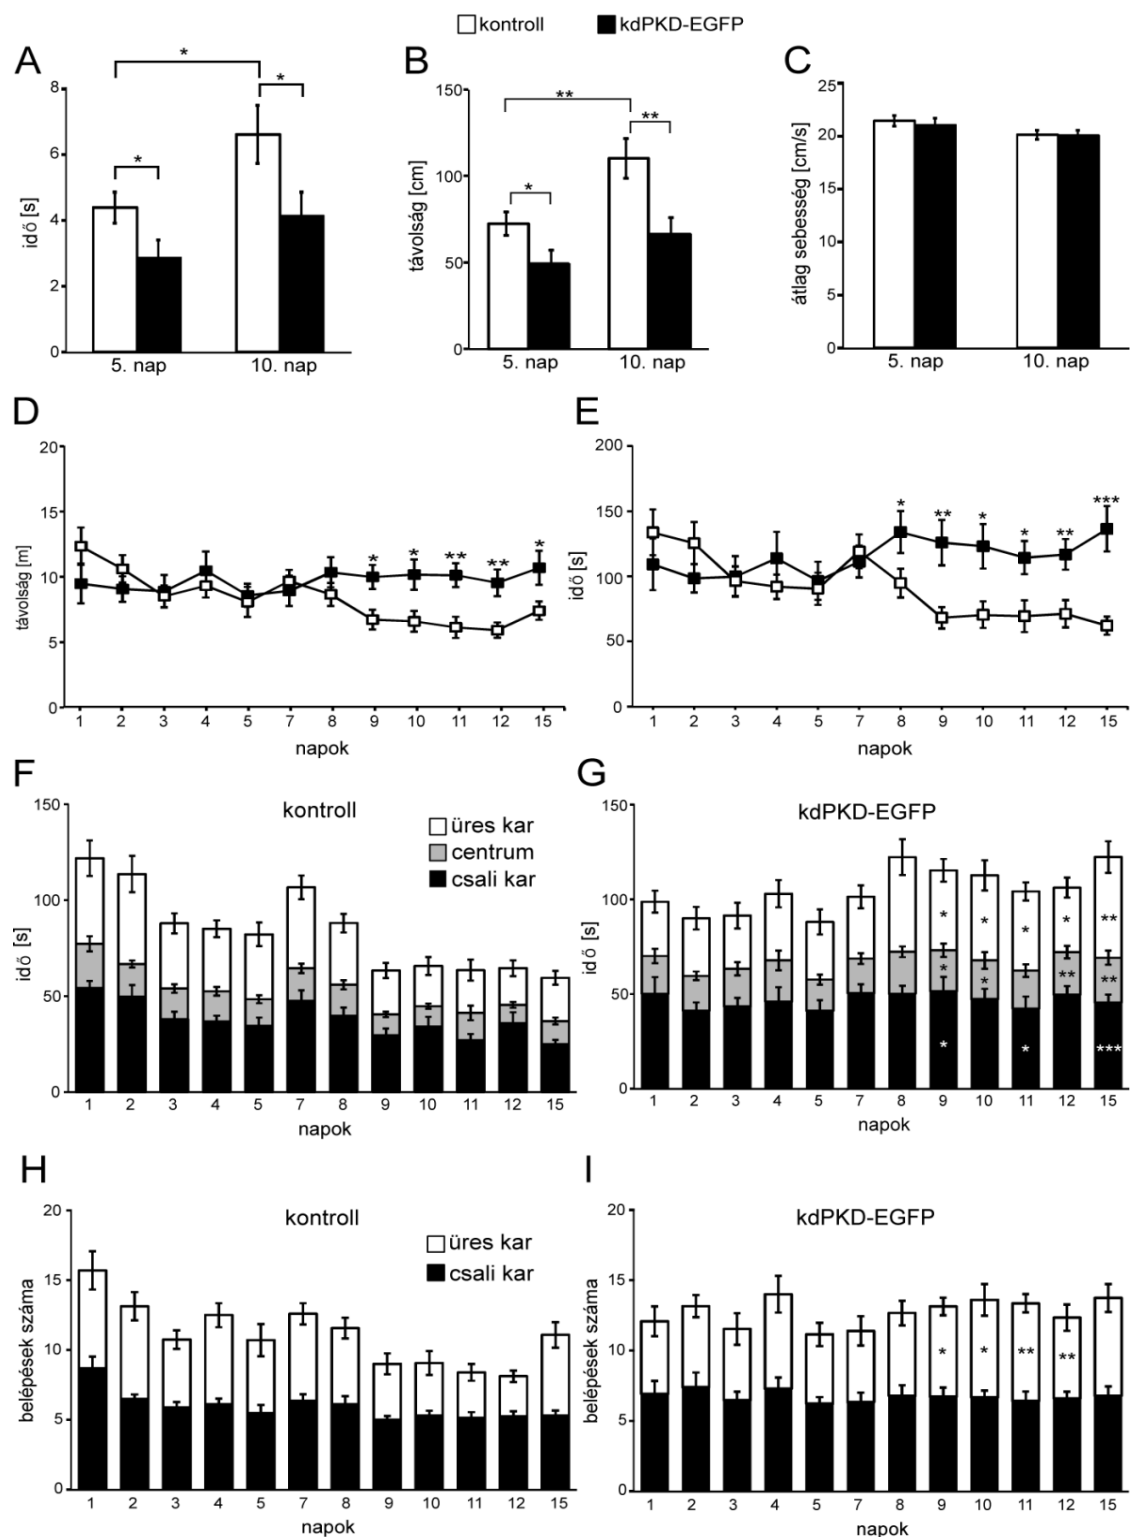 kontroll kdPKD-EGFP
A
idő [s]
8
6
4
2
0
*
*
*
5. nap 10. nap
B
távolság [cm]
150
100
50
0
**
**
*
5. nap 10. nap
C
átlag sebesség [cm/s]
25
20
15
10
5
0
5. nap 10. nap
D
távolság [m]
20
15
10
5
0
* * ** ** *
1 2 3 4 5 7 8 9 10 11 12 15
napok
E
idő [s]
200
150
100
50
0
* ** * * ** ***
1 2 3 4 5 7 8 9 10 11 12 15
napok
F
kontroll
üres kar
centrum
csali kar
idő [s]
150
100
50
0
1 2 3 4 5 7 8 9 10 11 12 15
napok
G
kdPKD-EGFP
idő [s]
150
100
50
0
* * * * **
* * ** **
* * ***
1 2 3 4 5 7 8 9 10 11 12 15
napok
H
kontroll
üres kar
csali kar
belépések száma
20
15
10
5
0
1 2 3 4 5 7 8 9 10 11 12 15
napok
I
kdPKD-EGFP
belépések száma
20
15
10
5
0
* * ** **
1 2 3 4 5 7 8 9 10 11 12 15
napok